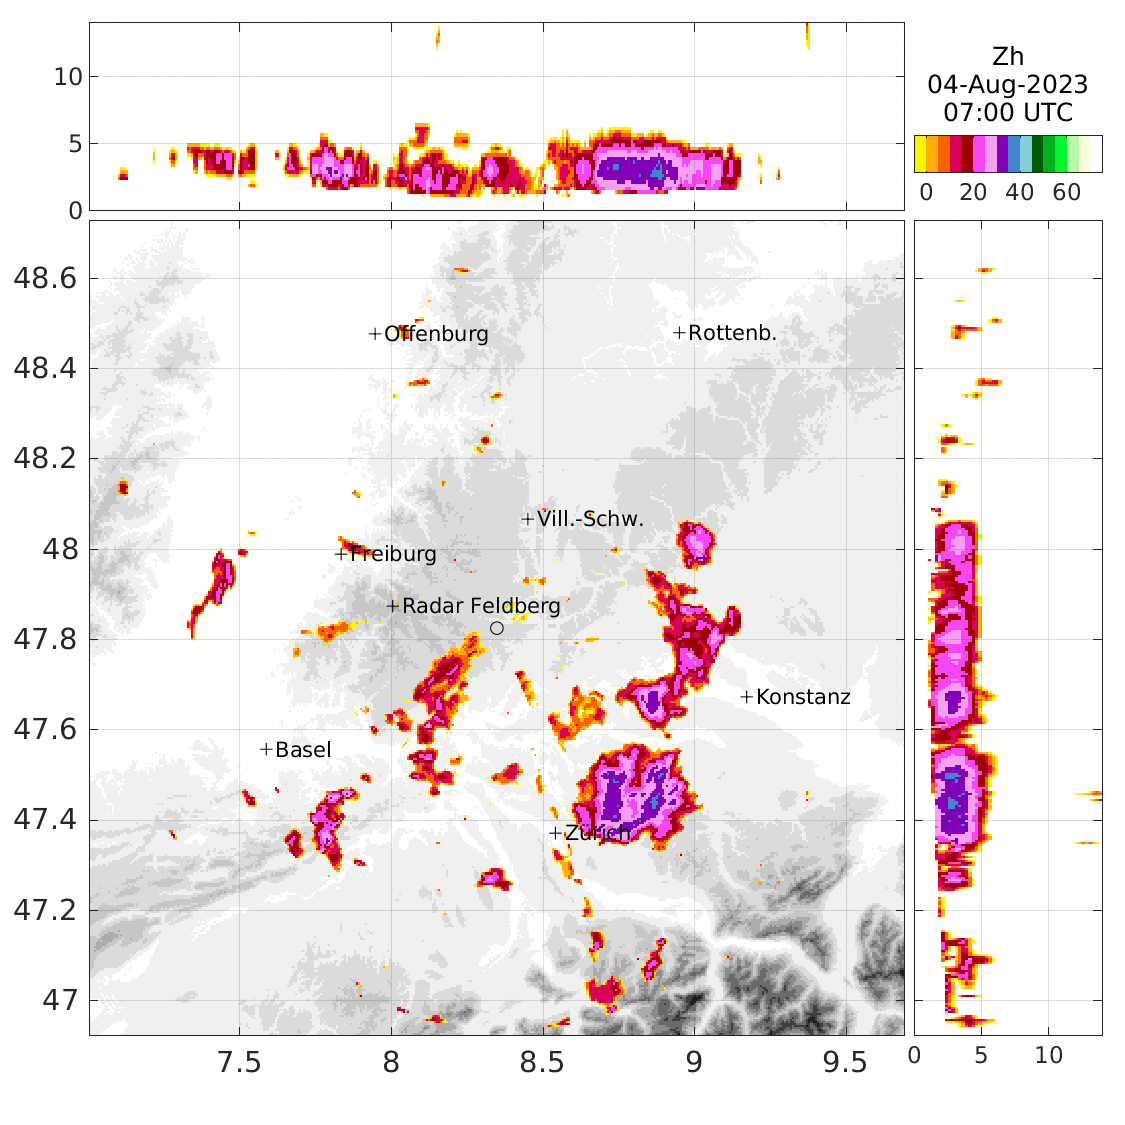 10
5
0
Zh
04-Aug-2023
07:00 UTC
0 20 40 60
48.6
48.4
48.2
48
47.8
47.6
47.4
47.2
47
+Offenburg
+Rottenb.
+Vill.-Schw.
+Freiburg
+Radar Feldberg
+Konstanz
+Basel
+Zürich
7.5 8 8.5 9 9.5
0 5 10